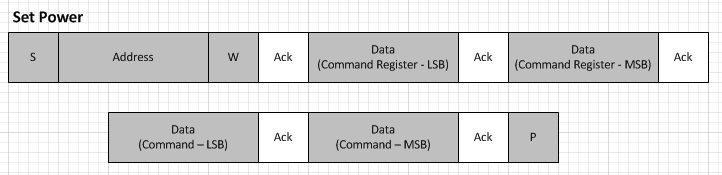 Set Power
S
Address
W
Ack
Data
(Command Register - LSB)
Ack
Data
(Command Register - MSB)
Ack
Data
(Command – LSB)
Ack
Data
(Command – MSB)
Ack
P